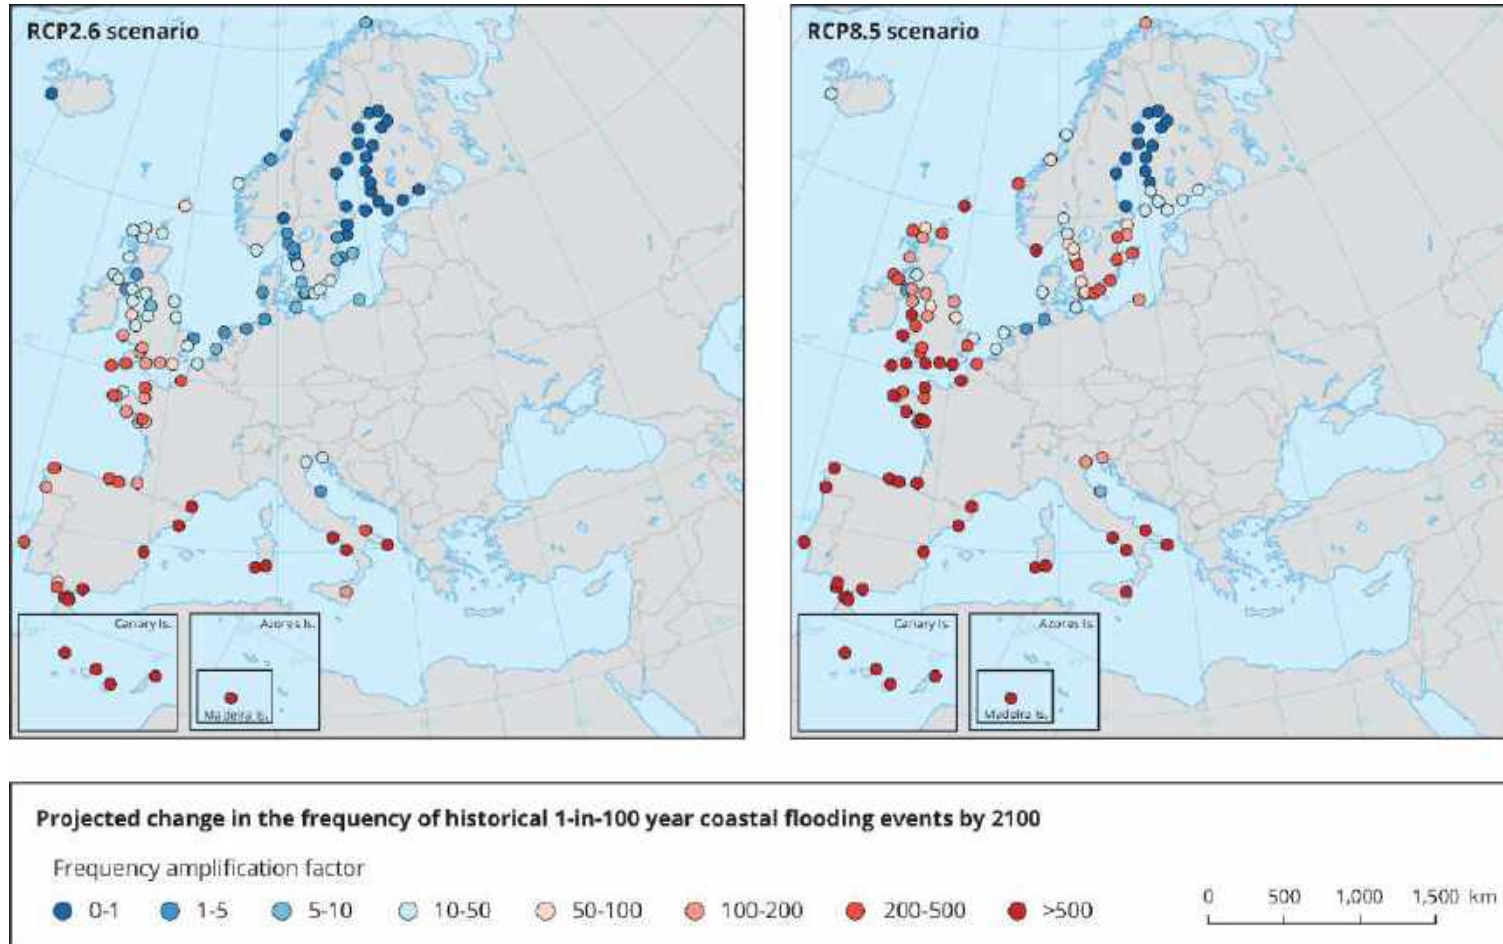 RCP2.6 scenario
RCP8.5 scenario
Canary Is.
Azores Is.
Madeira Is.
Canary Is.
Azores Is.
Madeira Is.
Projected change in the frequency of historical 1-in-100 year coastal flooding events by 2100
Frequency amplification factor
0-1 1-5 5-10 10-50 50-100 100-200 200-500 >500
0 500 1,000 1,500 km